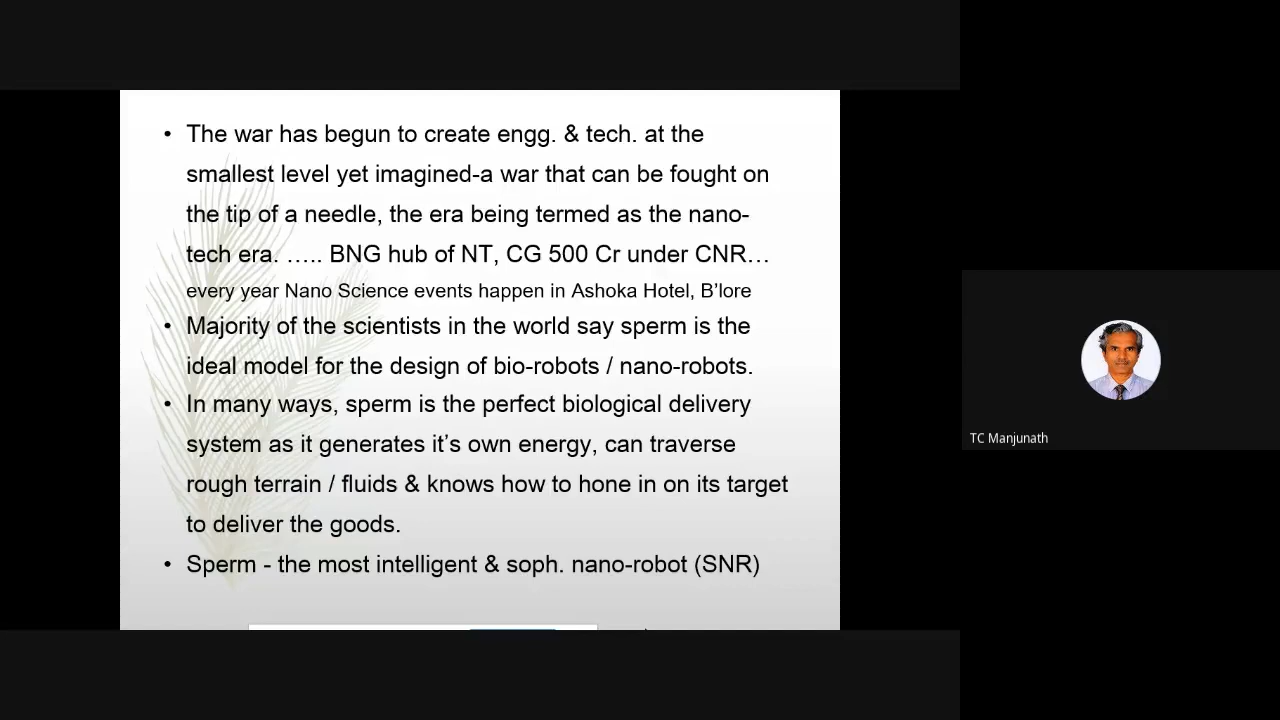 • The war has begun to create engg. & tech. at the
smallest level yet imagined-a war that can be fought on
the tip of a needle, the era being termed as the nano-
tech era. ….. BNG hub of NT, CG 500 Cr under CNR…
every year Nano Science events happen in Ashoka Hotel, B’lore
• Majority of the scientists in the world say sperm is the
ideal model for the design of bio-robots / nano-robots.
• In many ways, sperm is the perfect biological delivery
system as it generates it’s own energy, can traverse
rough terrain / fluids & knows how to hone in on its target
to deliver the goods.
• Sperm - the most intelligent & soph. nano-robot (SNR)
TC Manjunath